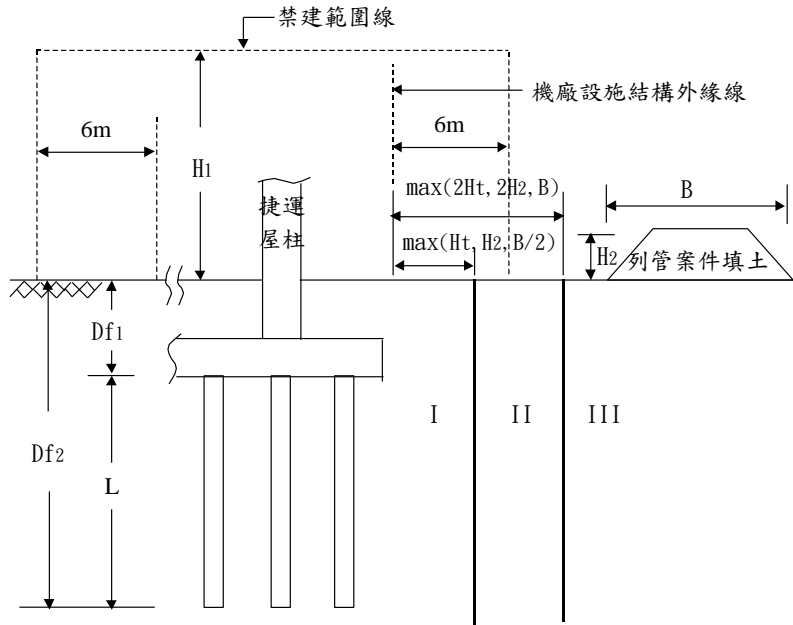 禁建範圍線
機廠設施結構外緣線
6m
6m
H1
max(2Ht,2H2,B)
B
捷運
屋柱
max(Ht,H2,B/2)
H2
列管案件填土
Df1
I
II
III
Df2
L